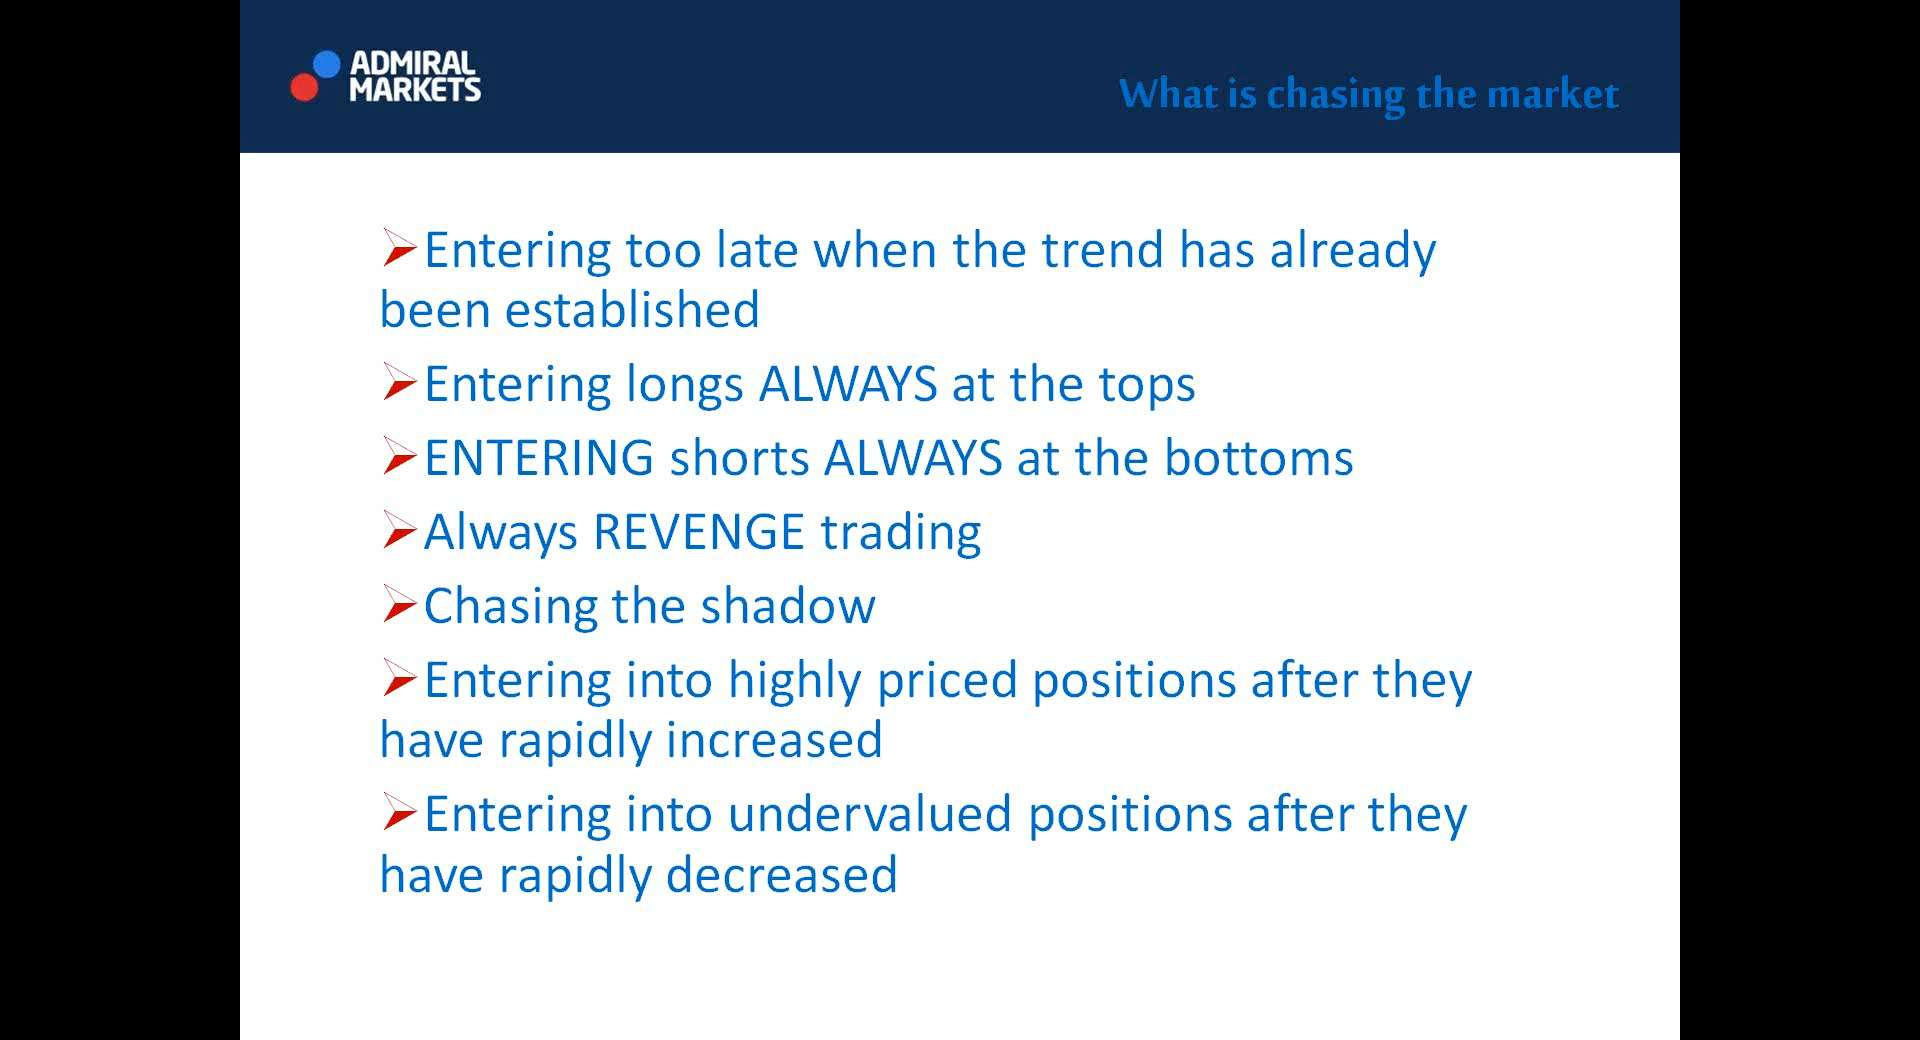 ADMIRAL
MARKETS
What is chasing the market
Entering too late when the trend has already
been established
Entering longs ALWAYS at the tops
ENTERING shorts ALWAYS at the bottoms
Always REVENGE trading
Chasing the shadow
Entering into highly priced positions after they
have rapidly increased
Entering into undervalued positions after they
have rapidly decreased